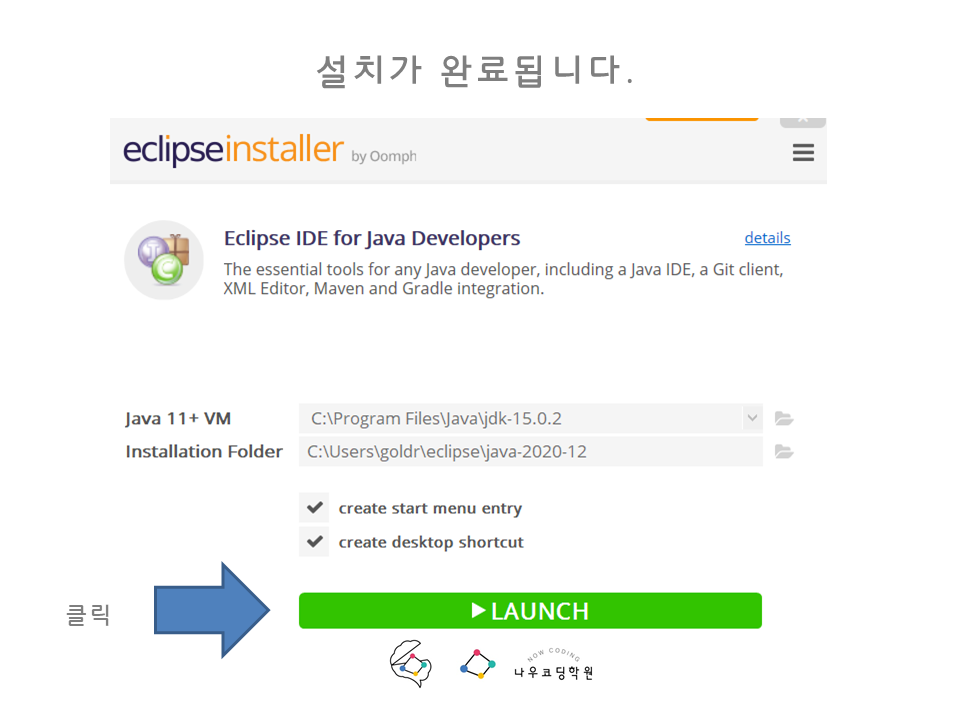 설치가 완료됩니다.
eclipseinstaller by Oomph
Eclipse IDE for Java Developers
details
The essential tools for any Java developer, including a Java IDE, a Git client,
XML Editor, Maven and Gradle integration.
Java 11+ VM
C:\Program Files\Java\jdk-15.0.2
Installation Folder
C:\Users\goldr\eclipse\java-2020-12
create start menu entry
create desktop shortcut
클릭
LAUNCH
NOW CODING
나우코딩학원